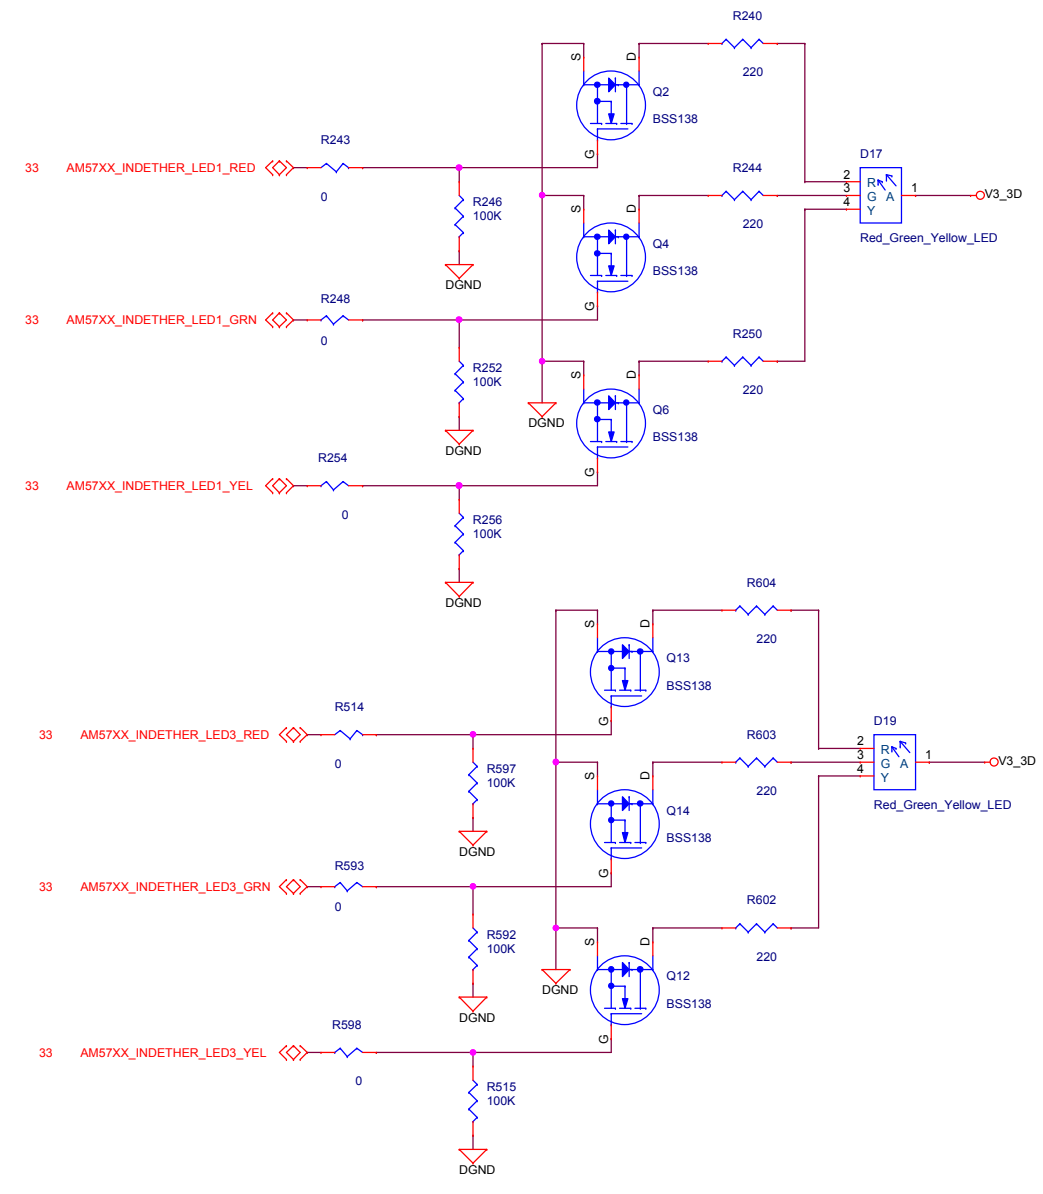 R240
220
S
D
Q2
BSS138
G
33 AM57XX_INDETHER_LED1_RED
R243
0
R246
100K
DGND
R244
220
S
D
Q4
BSS138
G
D17
2
3
4
R
G A
Y
1
V3_3D
Red_Green_Yellow_LED
33 AM57XX_INDETHER_LED1_GRN
R248
0
R252
100K
DGND
R250
220
S
D
DGND
Q6
BSS138
G
33 AM57XX_INDETHER_LED1_YEL
R254
0
R256
100K
DGND
R604
220
S
D
Q13
BSS138
G
33 AM57XX_INDETHER_LED3_RED
R514
0
R597
100K
DGND
R603
220
S
D
Q14
BSS138
G
D19
2
3
4
R
G A
Y
1
V3_3D
Red_Green_Yellow_LED
33 AM57XX_INDETHER_LED3_GRN
R593
0
R592
100K
DGND
R602
220
S
D
DGND
Q12
BSS138
G
33 AM57XX_INDETHER_LED3_YEL
R598
0
R515
100K
DGND